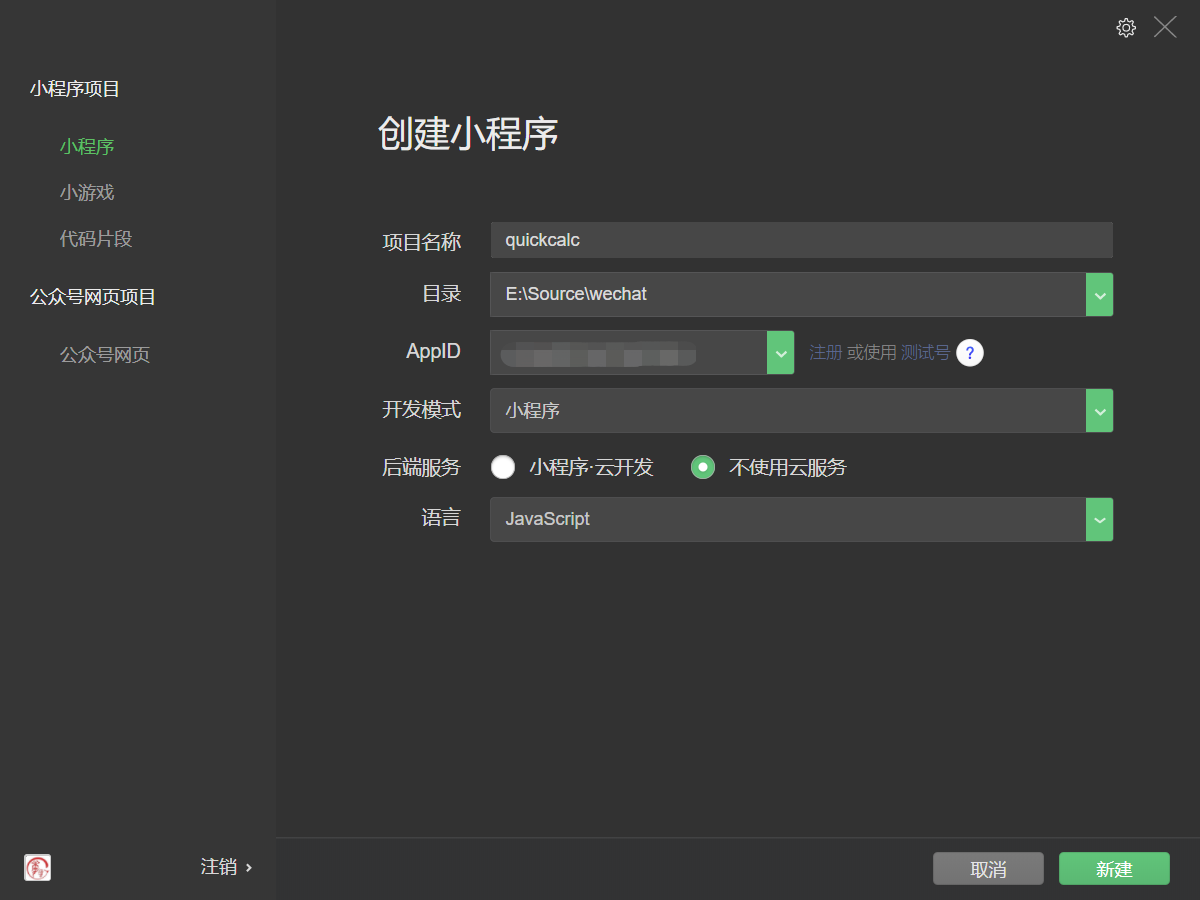 小程序项目
小程序
小游戏
代码片段
公众号网页项目
公众号网页
注销
创建小程序
项目名称 quickcalc
目录 E:\Source\wechat
AppID 注册 或使用 测试号 ?
开发模式 小程序
后端服务 小程序·云开发 不使用云服务
语言 JavaScript
取消 新建